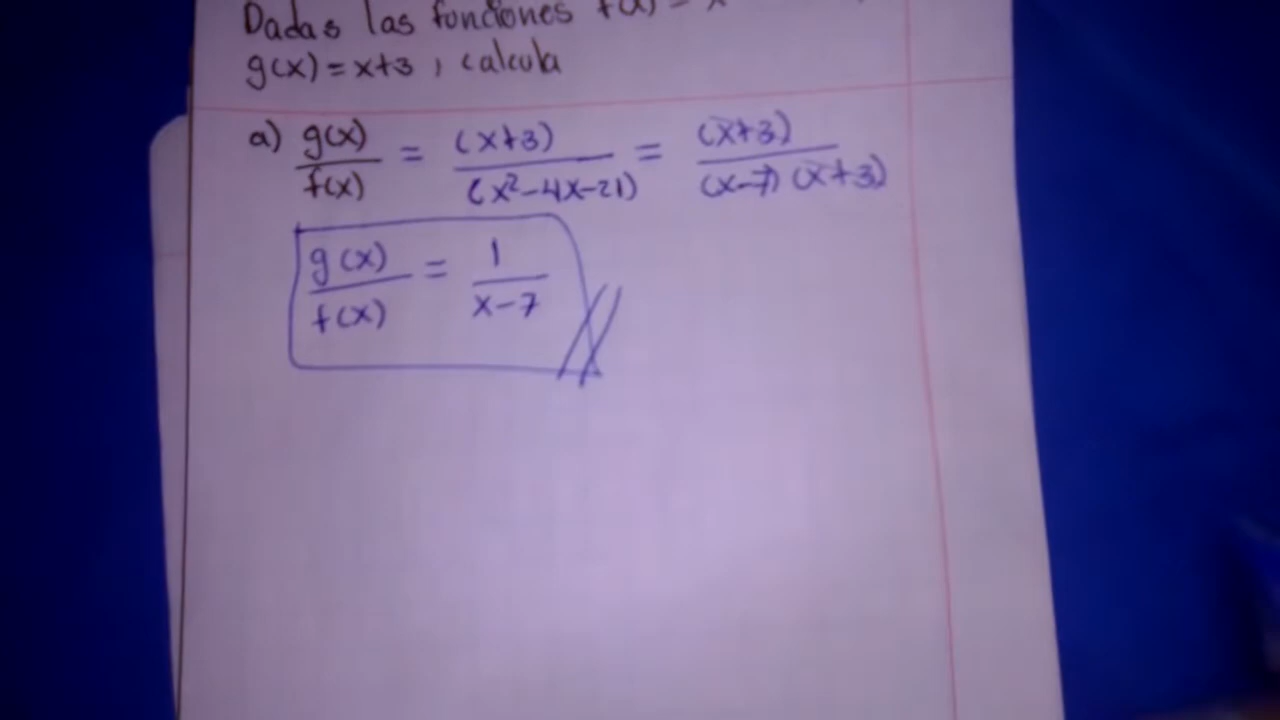 Dadas las funciones f(x) = x
g(x) = x+3, calcula
a) g(x)/f(x) = (x+3)/(x²-4x-21) = (x+3)/(x-7)(x+3)
g(x)/f(x) = 1/x-7